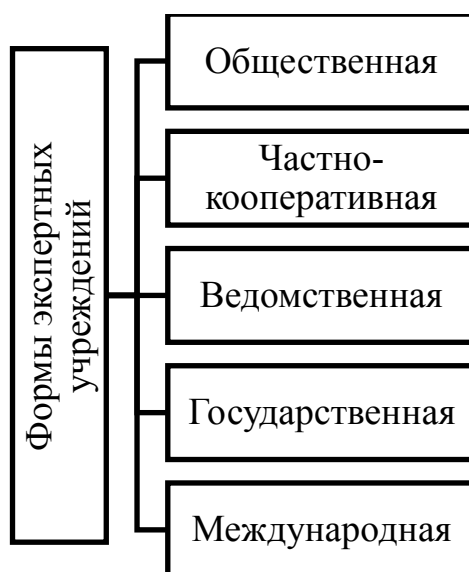 Формы экспертных
учреждений
Общественная
Частно-
кооперативная
Ведомственная
Государственная
Международная